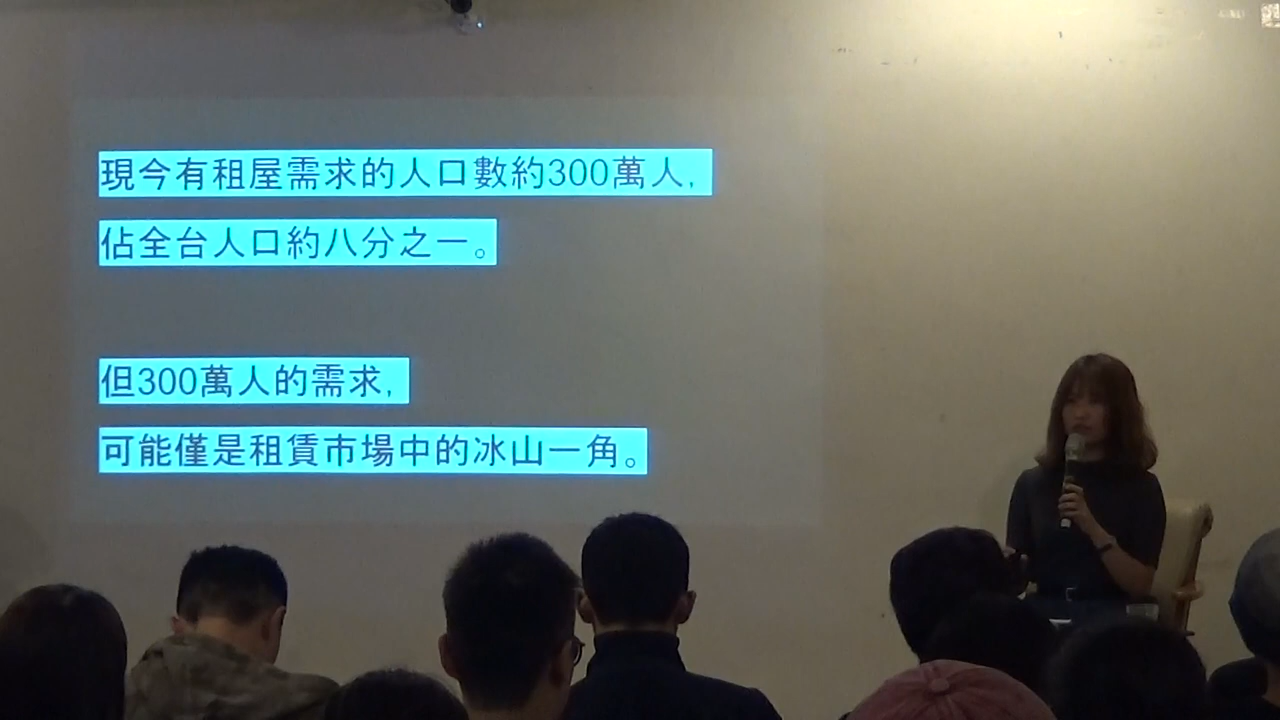 現今有租屋需求的人口數約300萬人,
佔全台人口約八分之一。
但300萬人的需求,
可能僅是租賃市場中的冰山一角。